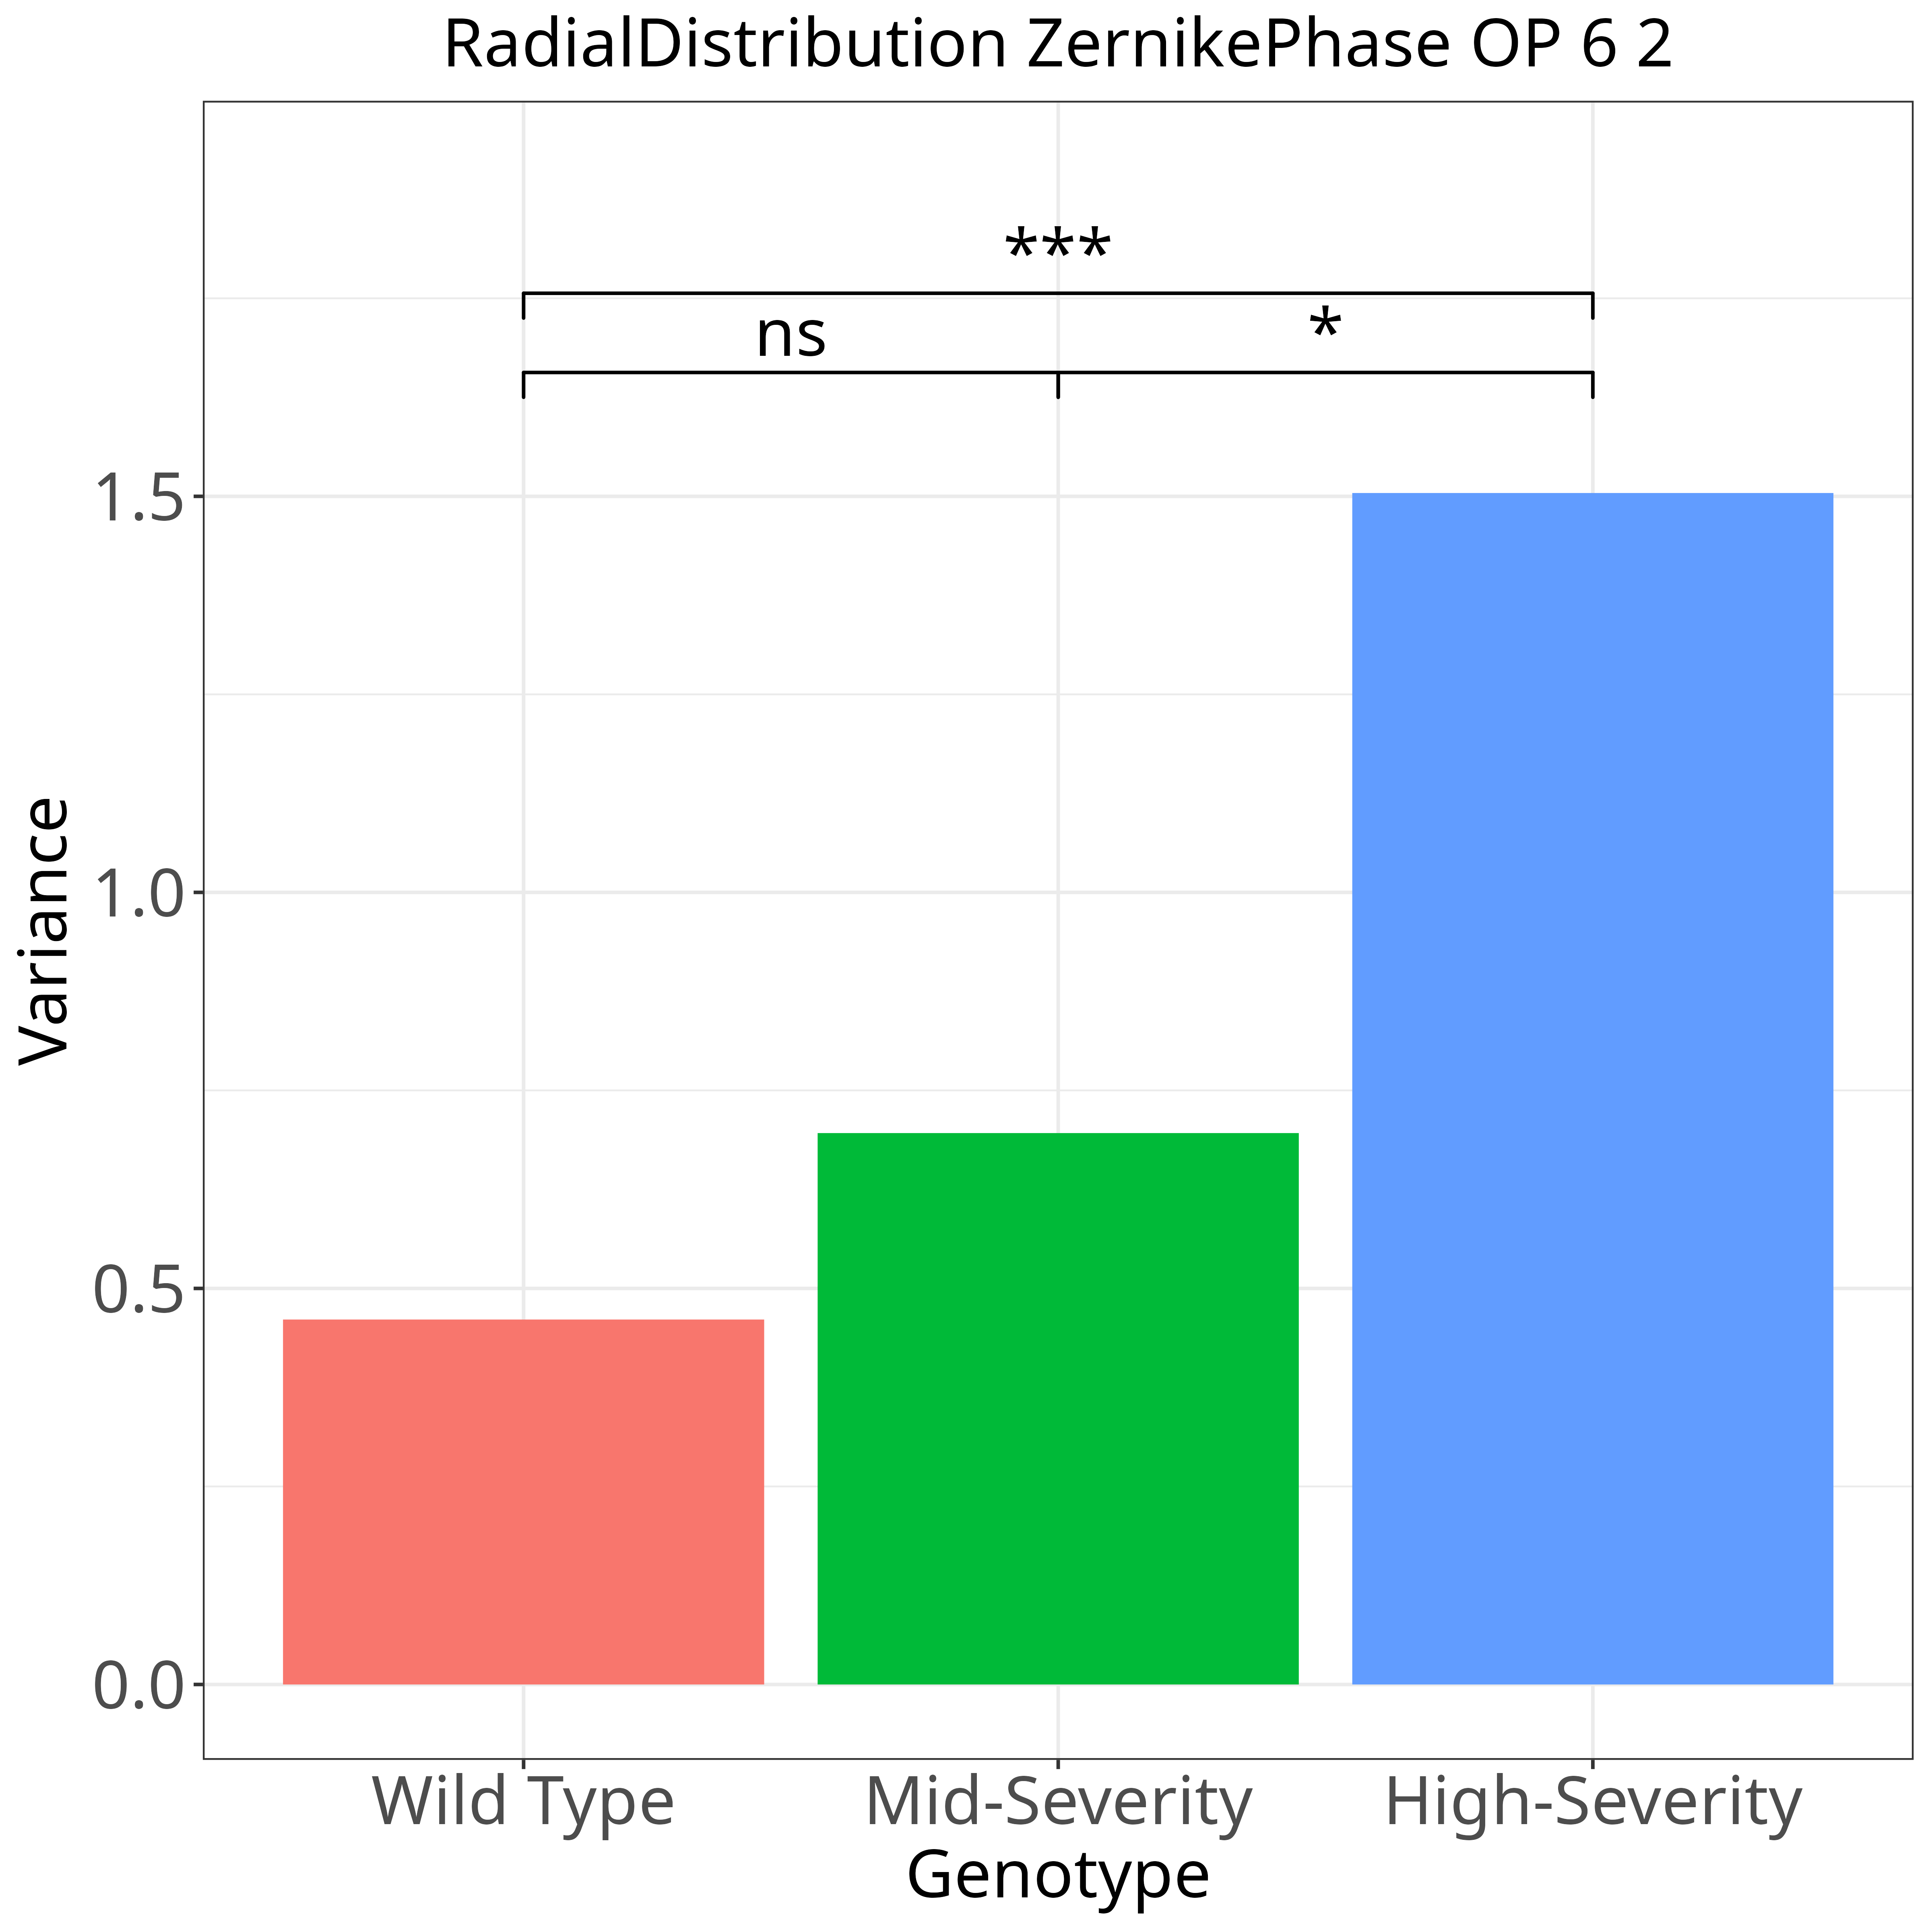 RadialDistribution ZernikePhase OP 6 2
***
ns *
1.5
1.0
0.5
0.0
Variance
Wild Type Mid-Severity High-Severity
Genotype